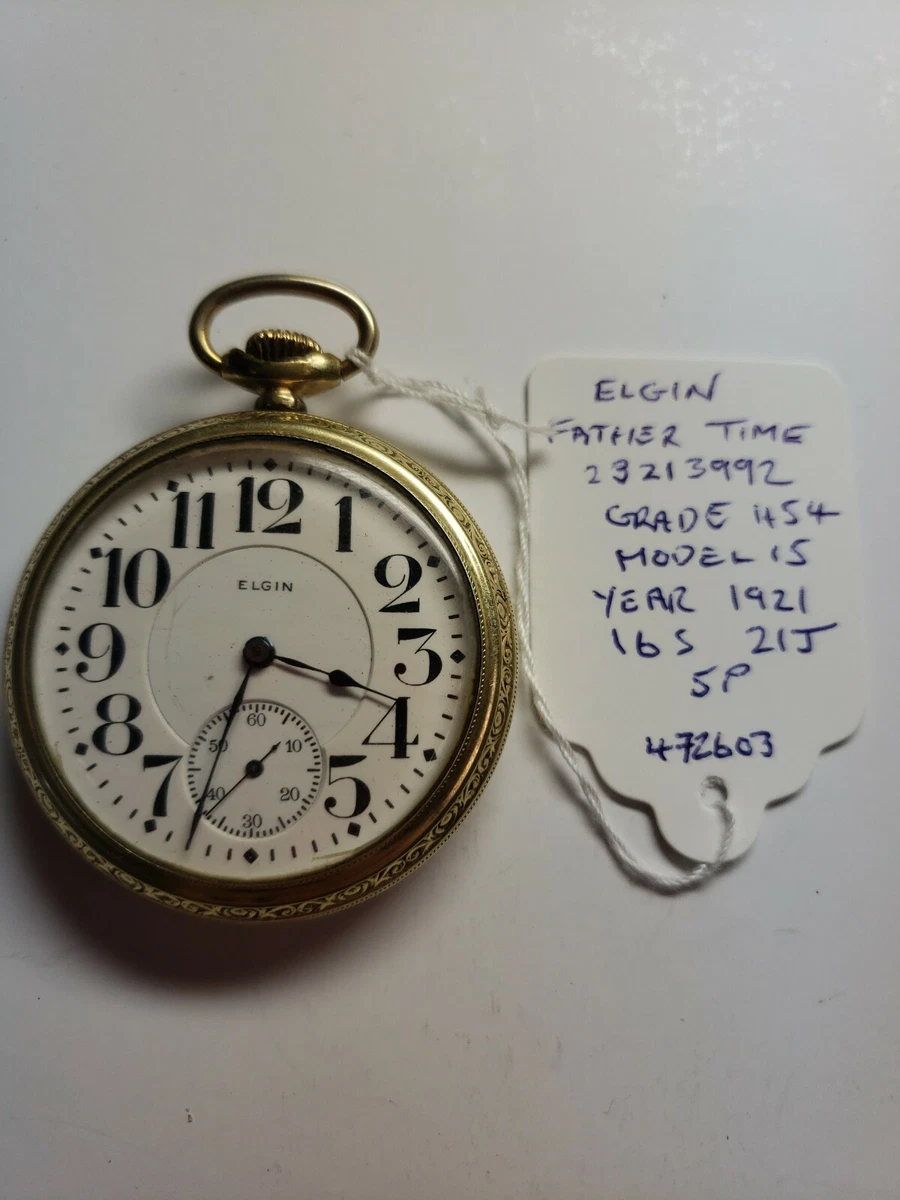 ELGIN
12
1
2
3
4
5
7
8
9
10
11
60
10
20
30
40
50
ELGIN
FATHER TIME
23213992
GRADE 454
MODEL 15
YEAR 1921
16S 21J
5P
472603